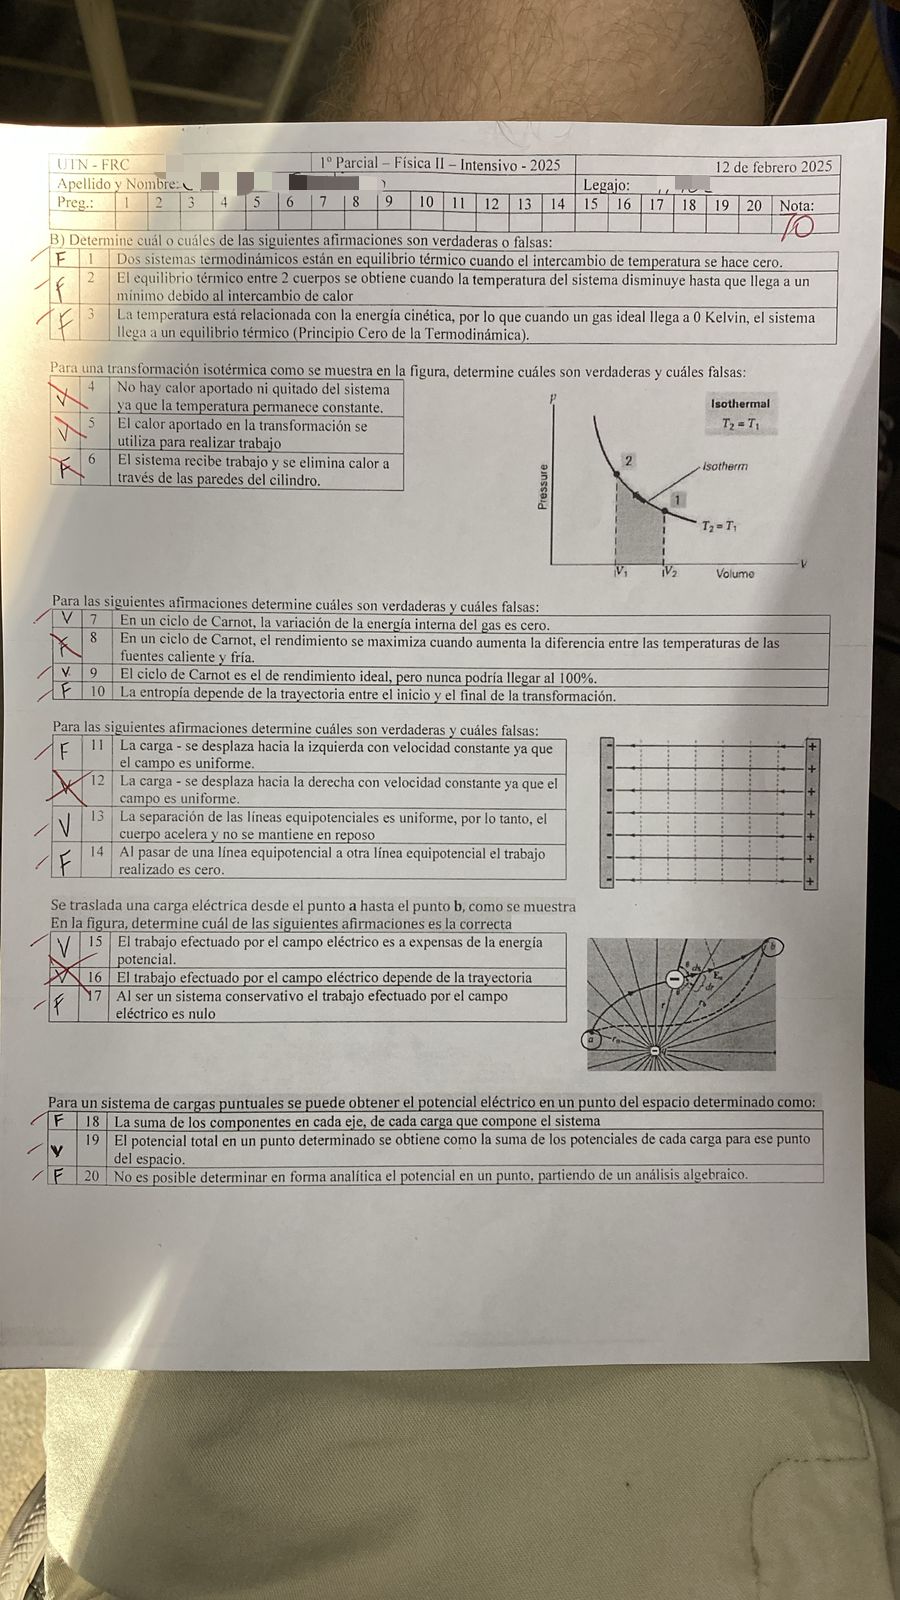 UTN - FRC 1º Parcial – Física II – Intensivo - 2025 12 de febrero 2025
Apellido y Nombre: Legajo:
Preg.: 1 2 3 4 5 6 7 8 9 10 11 12 13 14 15 16 17 18 19 20 Nota:
10
B) Determine cuál o cuáles de las siguientes afirmaciones son verdaderas o falsas:
F 1 Dos sistemas termodinámicos están en equilibrio térmico cuando el intercambio de temperatura se hace cero.
F 2 El equilibrio térmico entre 2 cuerpos se obtiene cuando la temperatura del sistema disminuye hasta que llega a un
mínimo debido al intercambio de calor
F 3 La temperatura está relacionada con la energía cinética, por lo que cuando un gas ideal llega a 0 Kelvin, el sistema
llega a un equilibrio térmico (Principio Cero de la Termodinámica).
Para una transformación isotérmica como se muestra en la figura, determine cuáles son verdaderas y cuáles falsas:
V 4 No hay calor aportado ni quitado del sistema
ya que la temperatura permanece constante.
V 5 El calor aportado en la transformación se
utiliza para realizar trabajo
F 6 El sistema recibe trabajo y se elimina calor a
través de las paredes del cilindro.
P
Isothermal
T2 = T1
2
Isotherm
1
Pressure
T2 = T1
V1 V2 Volume V
Para las siguientes afirmaciones determine cuáles son verdaderas y cuáles falsas:
V 7 En un ciclo de Carnot, la variación de la energía interna del gas es cero.
F 8 En un ciclo de Carnot, el rendimiento se maximiza cuando aumenta la diferencia entre las temperaturas de las
fuentes caliente y fría.
V 9 El ciclo de Carnot es el de rendimiento ideal, pero nunca podría llegar al 100%.
F 10 La entropía depende de la trayectoria entre el inicio y el final de la transformación.
Para las siguientes afirmaciones determine cuáles son verdaderas y cuáles falsas:
F 11 La carga - se desplaza hacia la izquierda con velocidad constante ya que
el campo es uniforme.
V 12 La carga - se desplaza hacia la derecha con velocidad constante ya que el
campo es uniforme.
V 13 La separación de las líneas equipotenciales es uniforme, por lo tanto, el
cuerpo acelera y no se mantiene en reposo
F 14 Al pasar de una línea equipotencial a otra línea equipotencial el trabajo
realizado es cero.
- +
- +
- +
- +
- +
- +
- +
Se traslada una carga eléctrica desde el punto a hasta el punto b, como se muestra
En la figura, determine cuál de las siguientes afirmaciones es la correcta
V 15 El trabajo efectuado por el campo eléctrico es a expensas de la energía
potencial.
V 16 El trabajo efectuado por el campo eléctrico depende de la trayectoria
F 17 Al ser un sistema conservativo el trabajo efectuado por el campo
eléctrico es nulo
b
r
a
Para un sistema de cargas puntuales se puede obtener el potencial eléctrico en un punto del espacio determinado como:
F 18 La suma de los componentes en cada eje, de cada carga que compone el sistema
V 19 El potencial total en un punto determinado se obtiene como la suma de los potenciales de cada carga para ese punto
del espacio.
F 20 No es posible determinar en forma analítica el potencial en un punto, partiendo de un análisis algebraico.